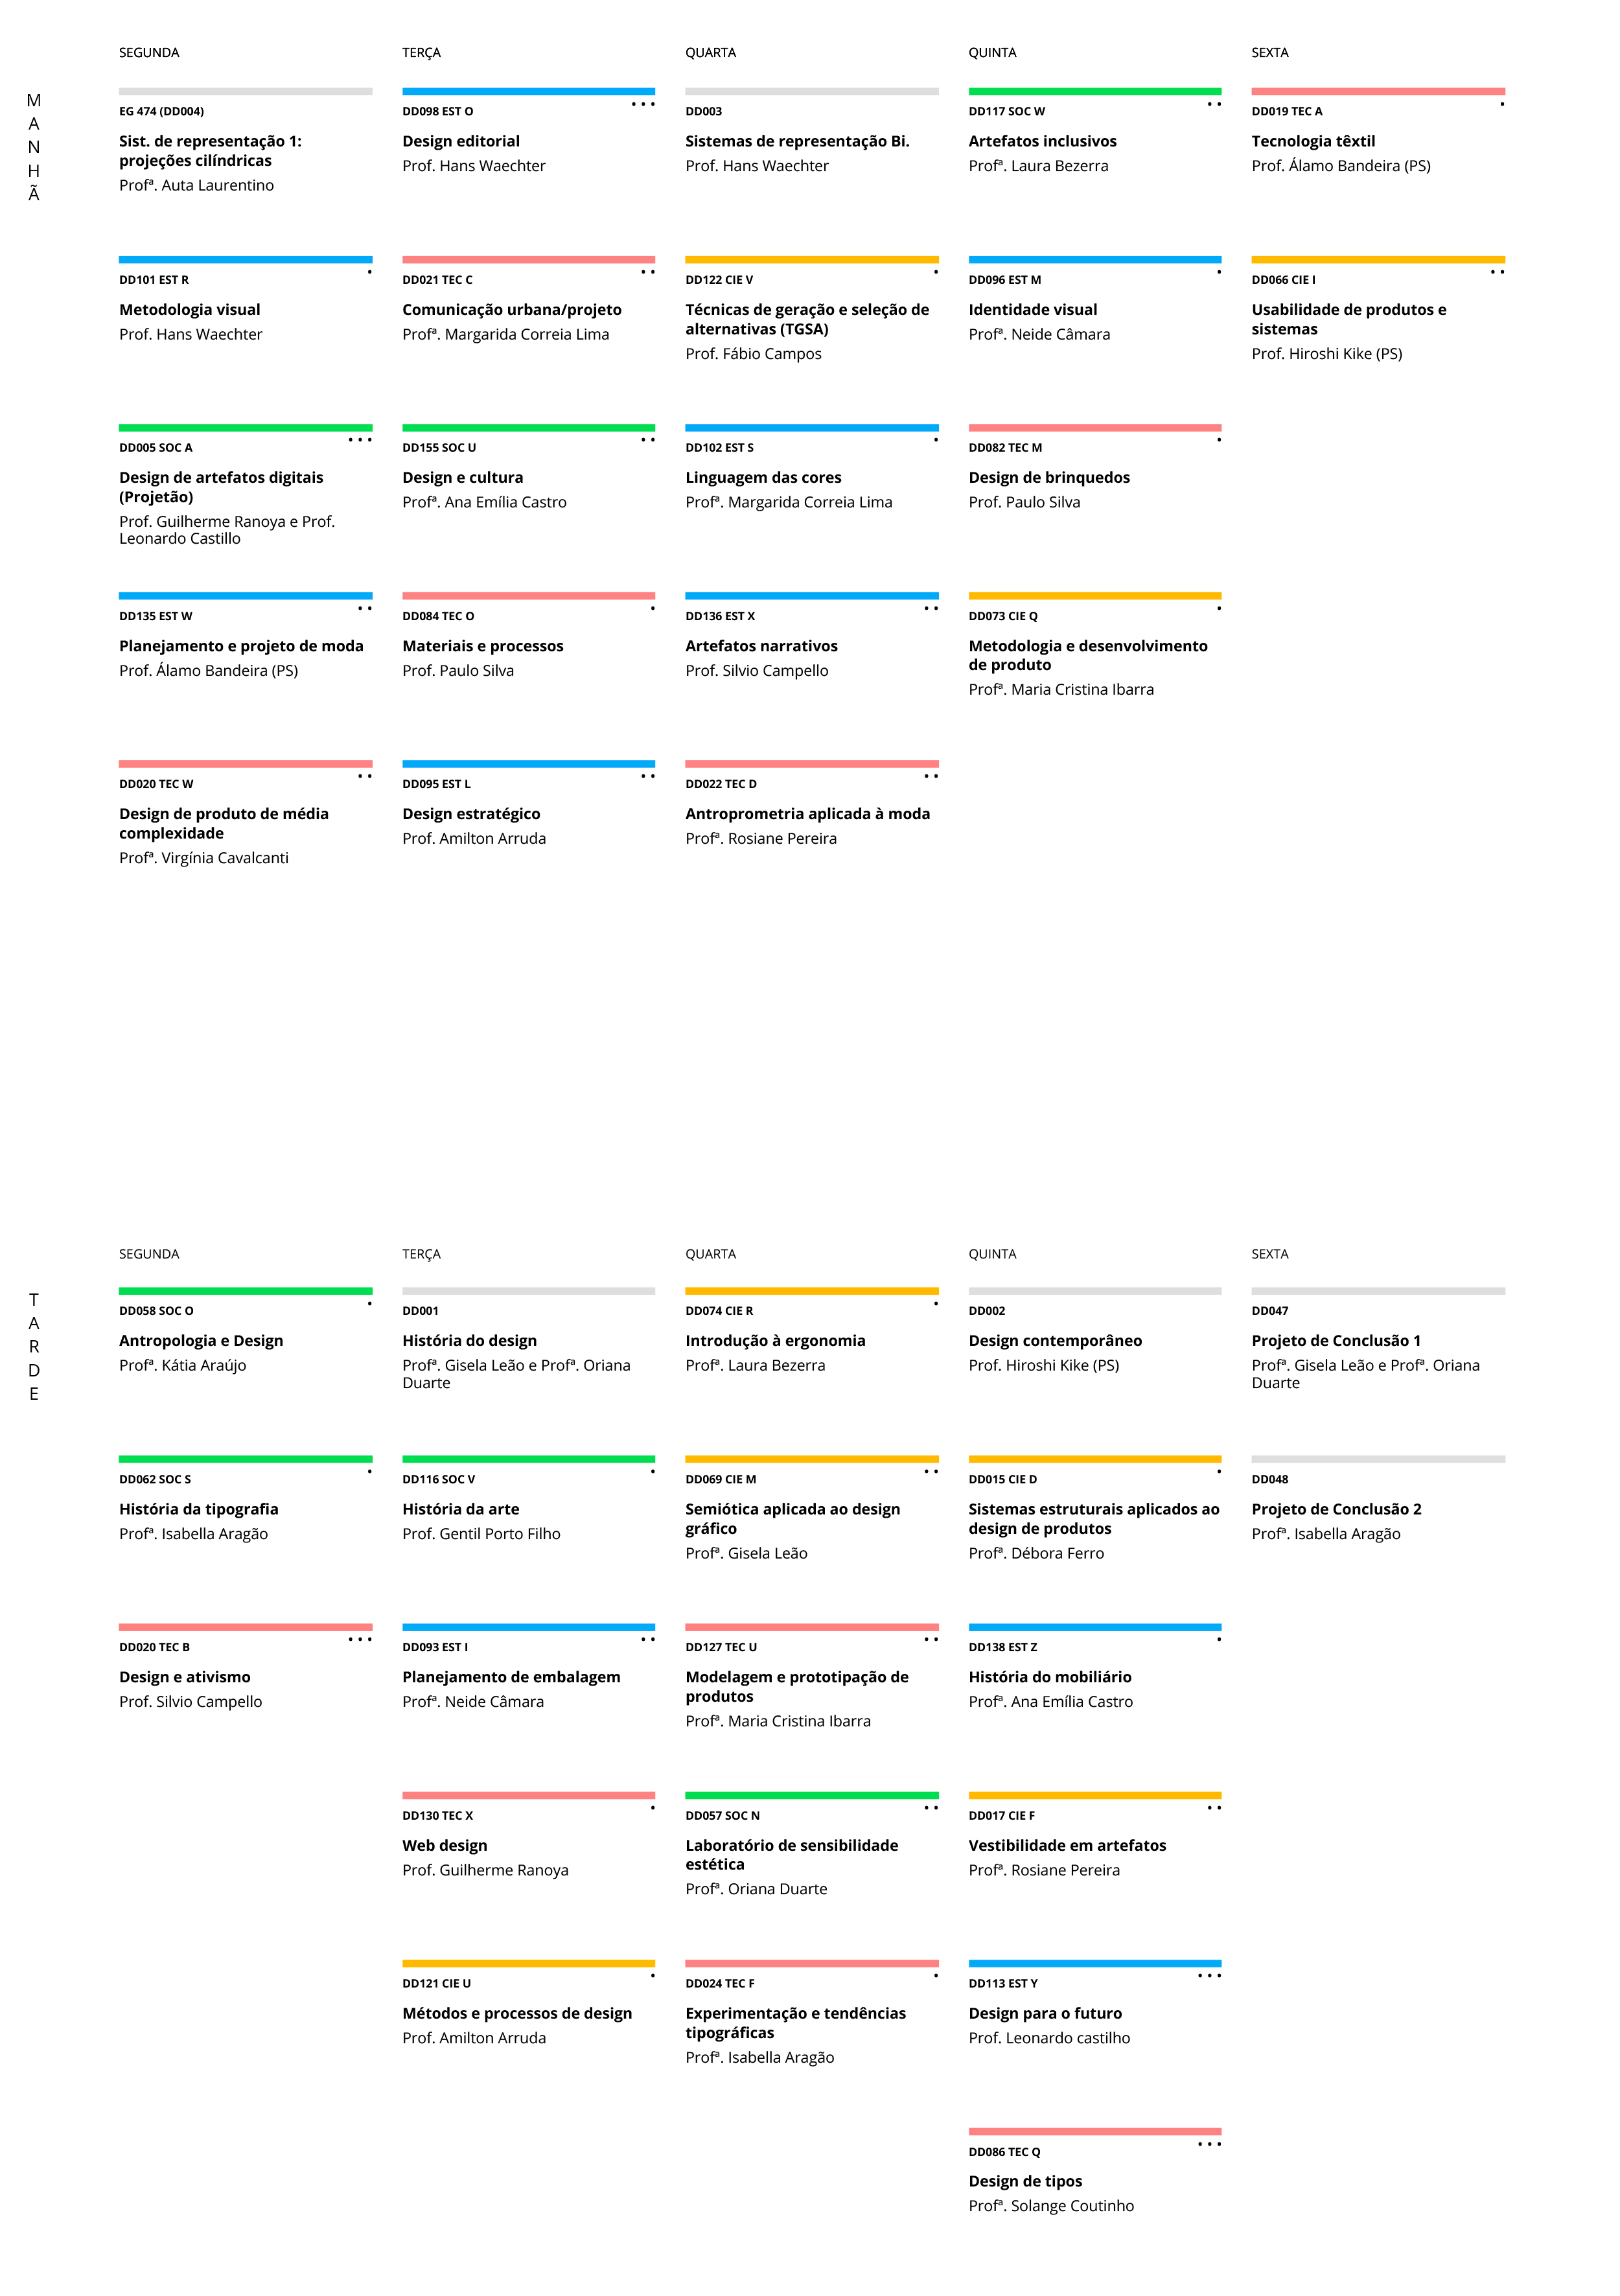 SEGUNDA
TERÇA
QUARTA
QUINTA
SEXTA
MANHÃ
EG 474 (DD004)
Sist. de representação 1:
projeções cilíndricas
Profª. Auta Laurentino
DD098 EST O
Design editorial
Prof. Hans Waechter
DD003
Sistemas de representação Bi.
Prof. Hans Waechter
DD117 SOC W
Artefatos inclusivos
Profª. Laura Bezerra
DD019 TEC A
Tecnologia têxtil
Prof. Álamo Bandeira (PS)
DD101 EST R
Metodologia visual
Prof. Hans Waechter
DD021 TEC C
Comunicação urbana/projeto
Profª. Margarida Correia Lima
DD122 CIE V
Técnicas de geração e seleção de
alternativas (TGSA)
Prof. Fábio Campos
DD096 EST M
Identidade visual
Profª. Neide Câmara
DD066 CIE I
Usabilidade de produtos e
sistemas
Prof. Hiroshi Kike (PS)
DD005 SOC A
Design de artefatos digitais
(Projetão)
Prof. Guilherme Ranoya e Prof.
Leonardo Castillo
DD155 SOC U
Design e cultura
Profª. Ana Emília Castro
DD102 EST S
Linguagem das cores
Profª. Margarida Correia Lima
DD082 TEC M
Design de brinquedos
Prof. Paulo Silva
DD135 EST W
Planejamento e projeto de moda
Prof. Álamo Bandeira (PS)
DD084 TEC O
Materiais e processos
Prof. Paulo Silva
DD136 EST X
Artefatos narrativos
Prof. Silvio Campello
DD073 CIE Q
Metodologia e desenvolvimento
de produto
Profª. Maria Cristina Ibarra
DD020 TEC W
Design de produto de média
complexidade
Profª. Virgínia Cavalcanti
DD095 EST L
Design estratégico
Prof. Amilton Arruda
DD022 TEC D
Antroprometria aplicada à moda
Profª. Rosiane Pereira
SEGUNDA
TERÇA
QUARTA
QUINTA
SEXTA
TARDE
DD058 SOC O
Antropologia e Design
Profª. Kátia Araújo
DD001
História do design
Profª. Gisela Leão e Profª. Oriana
Duarte
DD074 CIE R
Introdução à ergonomia
Profª. Laura Bezerra
DD002
Design contemporâneo
Prof. Hiroshi Kike (PS)
DD047
Projeto de Conclusão 1
Profª. Gisela Leão e Profª. Oriana
Duarte
DD062 SOC S
História da tipografia
Profª. Isabella Aragão
DD116 SOC V
História da arte
Prof. Gentil Porto Filho
DD069 CIE M
Semiótica aplicada ao design
gráfico
Profª. Gisela Leão
DD015 CIE D
Sistemas estruturais aplicados ao
design de produtos
Profª. Débora Ferro
DD048
Projeto de Conclusão 2
Profª. Isabella Aragão
DD020 TEC B
Design e ativismo
Prof. Silvio Campello
DD093 EST I
Planejamento de embalagem
Profª. Neide Câmara
DD127 TEC U
Modelagem e prototipação de
produtos
Profª. Maria Cristina Ibarra
DD138 EST Z
História do mobiliário
Profª. Ana Emília Castro
DD130 TEC X
Web design
Prof. Guilherme Ranoya
DD057 SOC N
Laboratório de sensibilidade
estética
Profª. Oriana Duarte
DD017 CIE F
Vestibilidade em artefatos
Profª. Rosiane Pereira
DD121 CIE U
Métodos e processos de design
Prof. Amilton Arruda
DD024 TEC F
Experimentação e tendências
tipográficas
Profª. Isabella Aragão
DD113 EST Y
Design para o futuro
Prof. Leonardo castilho
DD086 TEC Q
Design de tipos
Profª. Solange Coutinho